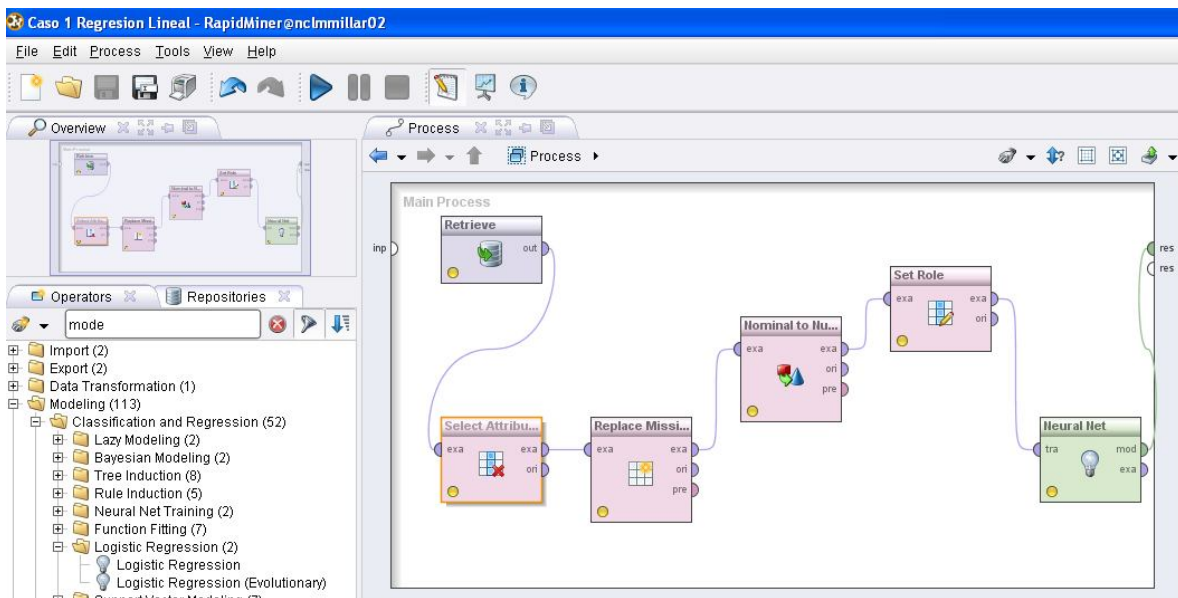 Caso 1 Regresion Lineal - RapidMiner@nclmmillar02
File Edit Process Tools View Help
Overview
Process
Process
Main Process
Retrieve
inp
out
res
res
Set Role
exa exa
ori
Operators Repositories
mode
Nominal to Nu...
exa exa
ori
pre
Import (2)
Export (2)
Data Transformation (1)
Modeling (113)
Classification and Regression (52)
Lazy Modeling (2)
Bayesian Modeling (2)
Tree Induction (8)
Rule Induction (5)
Neural Net Training (2)
Function Fitting (7)
Logistic Regression (2)
Logistic Regression
Logistic Regression (Evolutionary)
Select Attribu...
exa exa
ori
Replace Missi...
exa exa
ori
pre
Neural Net
tra mod
exa